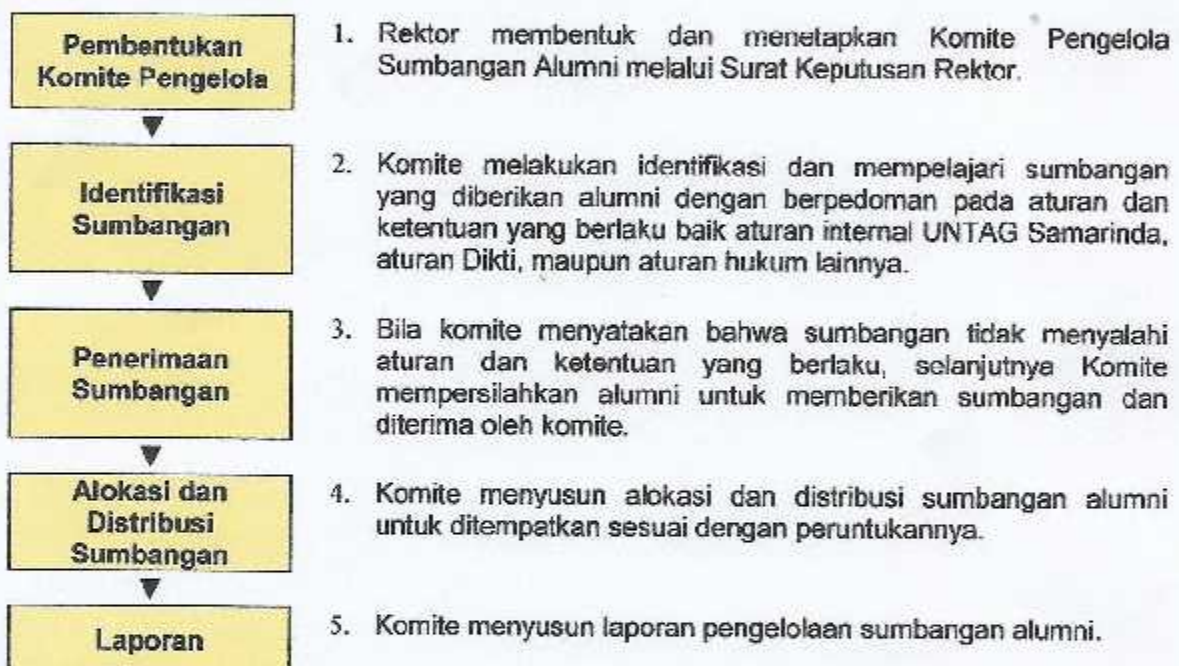 Pembentukan
Komite Pengelola
1. Rektor membentuk dan menetapkan Komite Pengelola
Sumbangan Alumni melalui Surat Keputusan Rektor.
Identifikasi
Sumbangan
2. Komite melakukan identifikasi dan mempelajari sumbangan
yang diberikan alumni dengan berpedoman pada aturan dan
ketentuan yang berlaku baik aturan internal UNTAG Samarinda,
aturan Dikti, maupun aturan hukum lainnya.
Penerimaan
Sumbangan
3. Bila komite menyatakan bahwa sumbangan tidak menyalahi
aturan dan ketentuan yang berlaku, selanjutnya Komite
mempersilahkan alumni untuk memberikan sumbangan dan
diterima oleh komite.
Alokasi dan
Distribusi
Sumbangan
4. Komite menyusun alokasi dan distribusi sumbangan alumni
untuk ditempatkan sesuai dengan peruntukannya.
Laporan
5. Komite menyusun laporan pengelolaan sumbangan alumni.